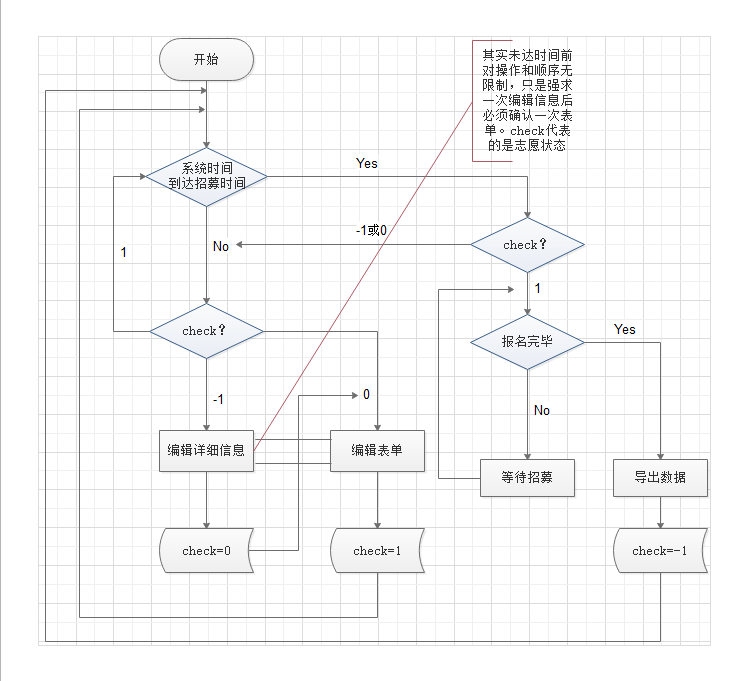 开始
其实未达时间前
对操作和顺序无
限制，只是强求
一次编辑信息后
必须确认一次表
单。check代表
的是志愿状态
系统时间
到达招募时间
Yes
-1或0
No
check？
1
1
check？
报名完毕
Yes
-1
0
No
编辑详细信息
编辑表单
等待招募
导出数据
check=0
check=1
check=-1